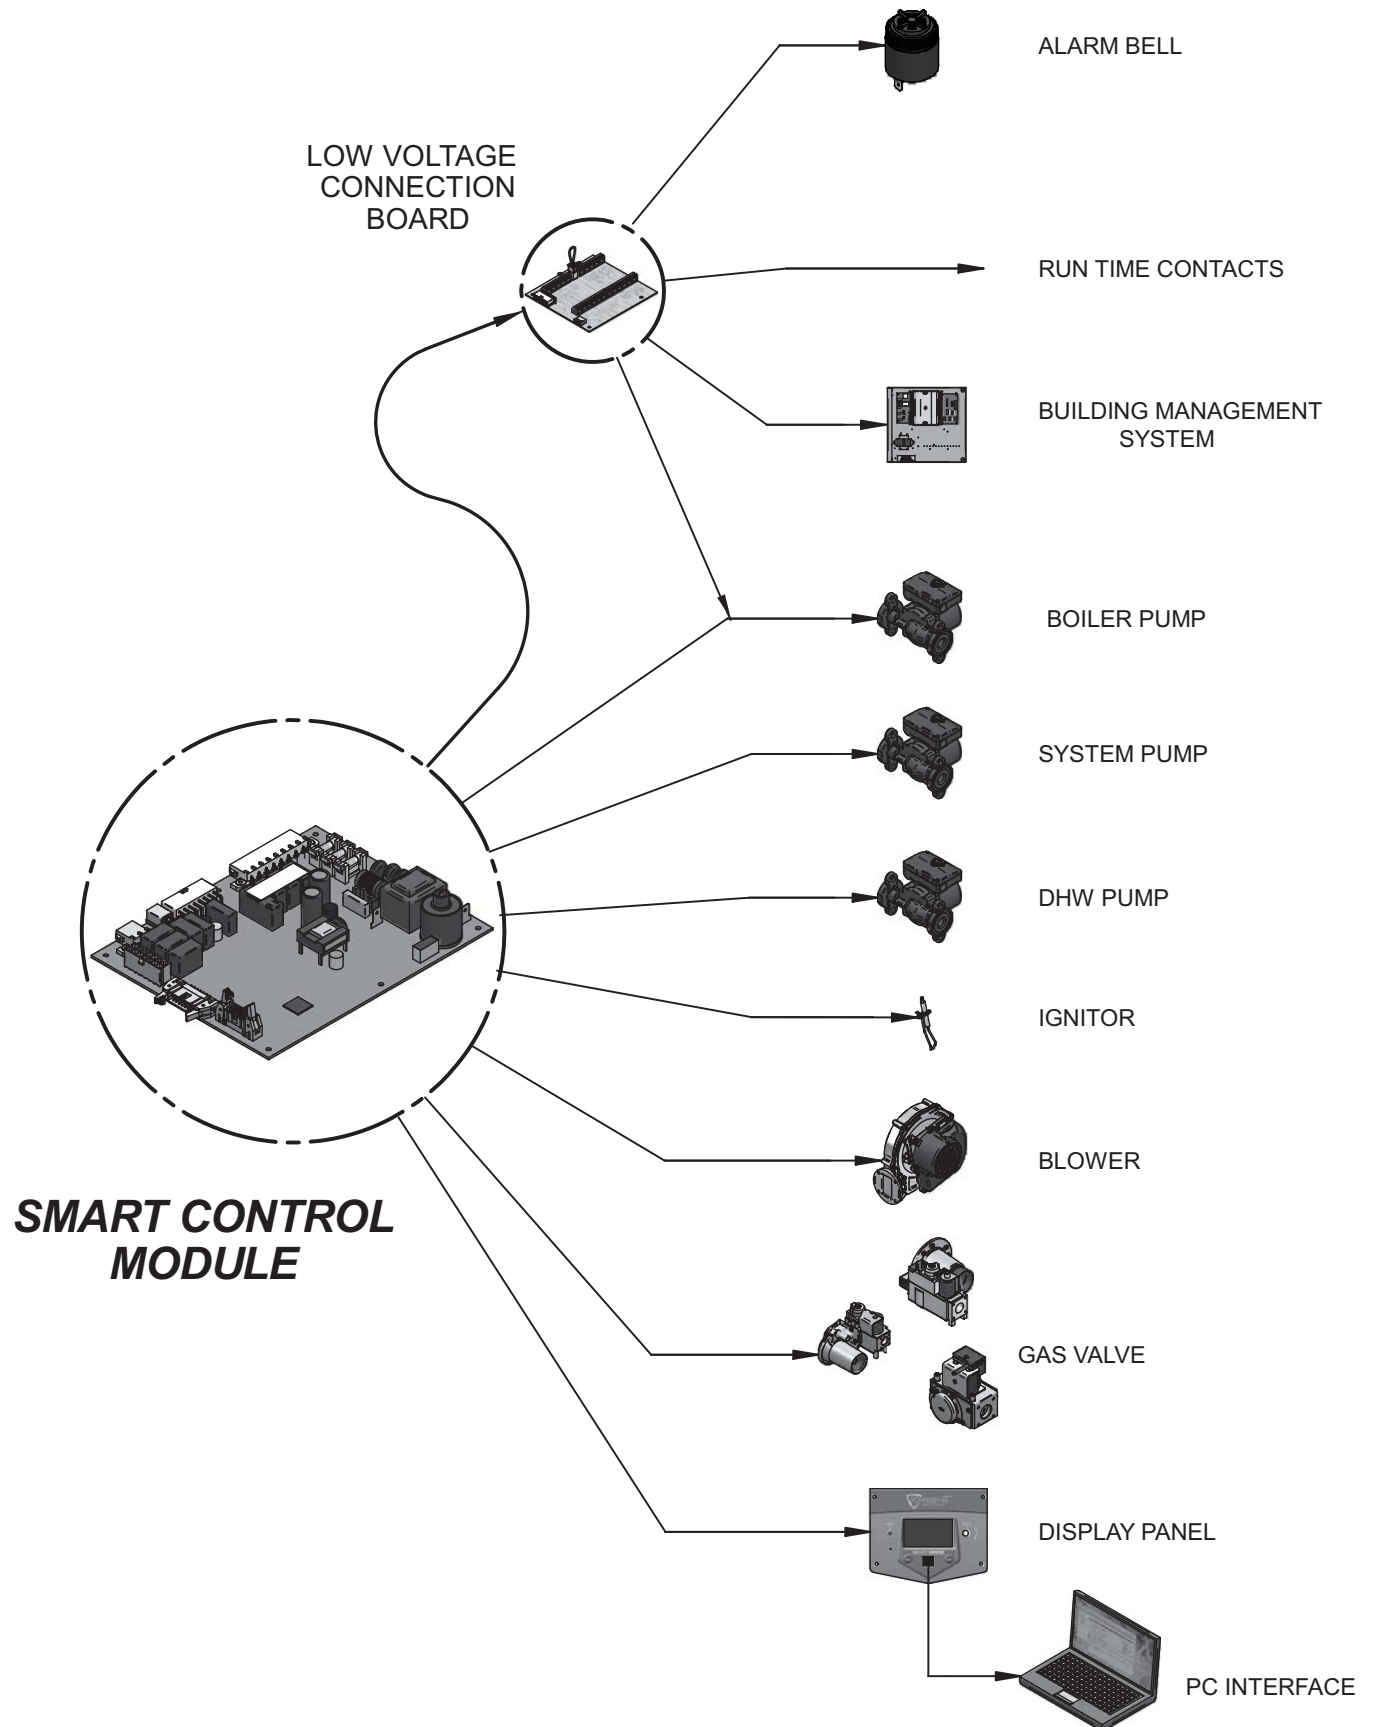 ALARM BELL
LOW VOLTAGE
CONNECTION
BOARD
RUN TIME CONTACTS
BUILDING MANAGEMENT
SYSTEM
BOILER PUMP
SYSTEM PUMP
DHW PUMP
IGNITOR
BLOWER
SMART CONTROL
MODULE
GAS VALVE
DISPLAY PANEL
PC INTERFACE